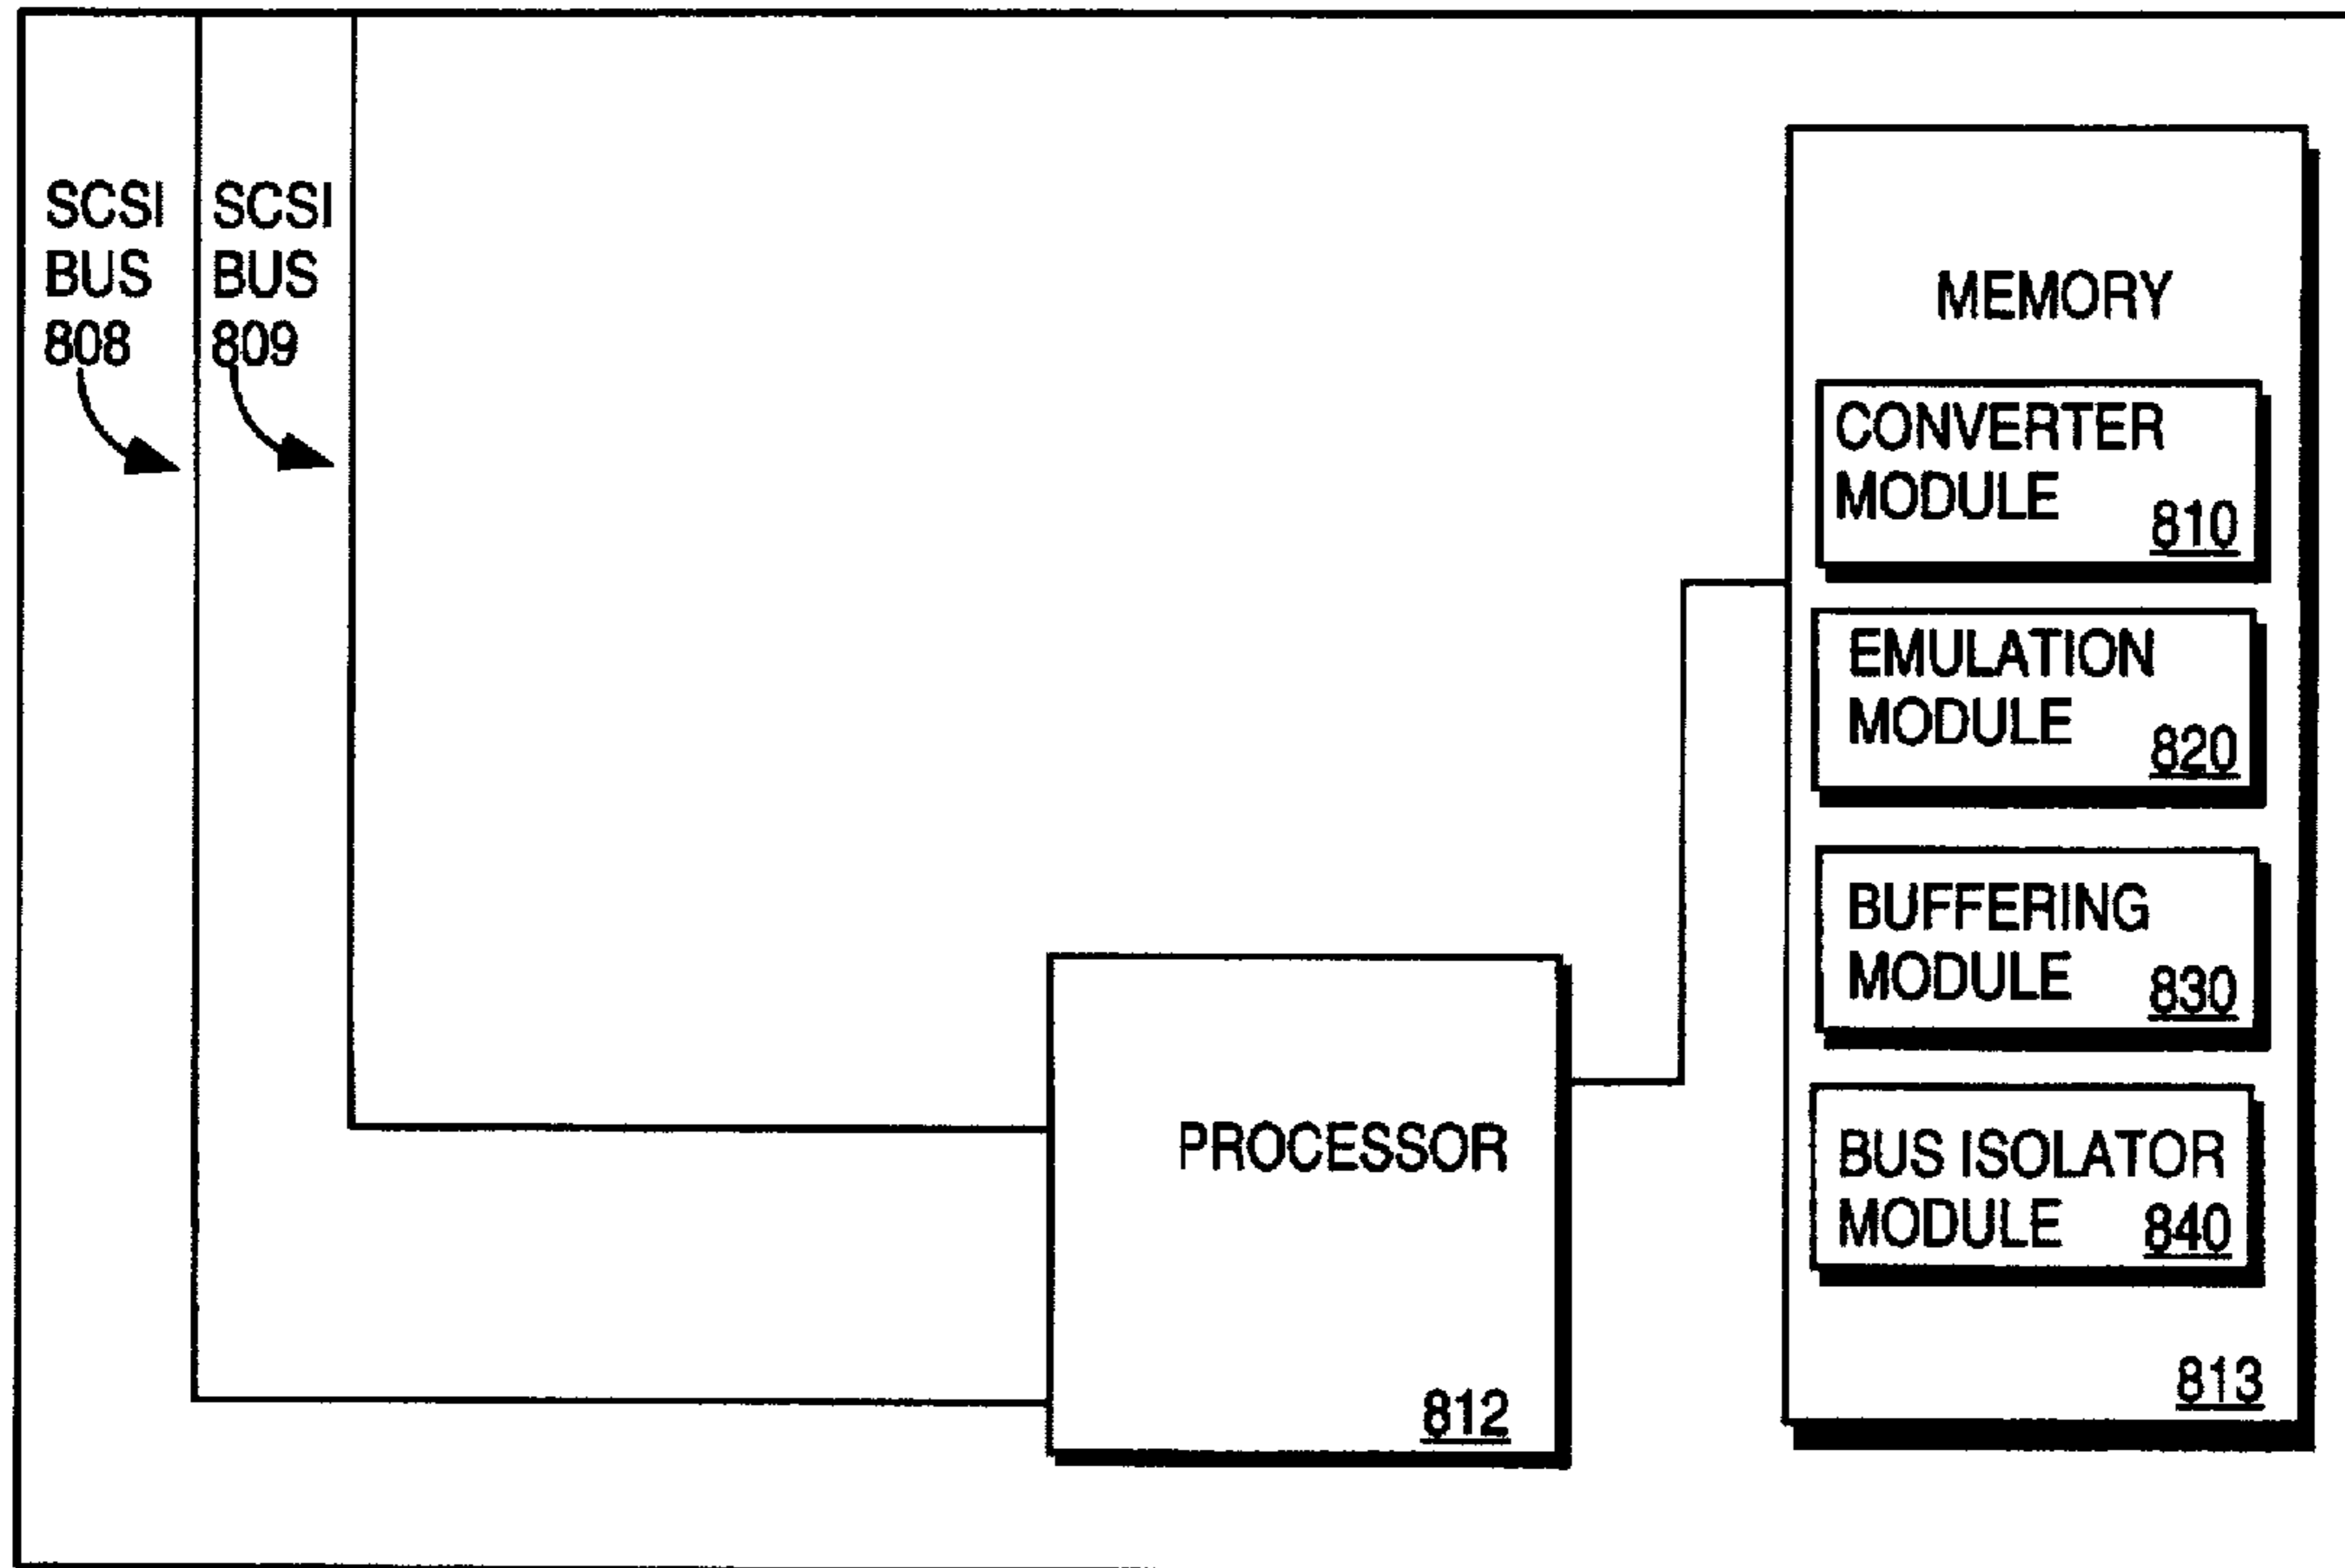 SCSI
BUS
808
SCSI
BUS
809
MEMORY
CONVERTER
MODULE
810
EMULATION
MODULE
820
BUFFERING
MODULE
830
BUS ISOLATOR
MODULE 840
813
PROCESSOR
812